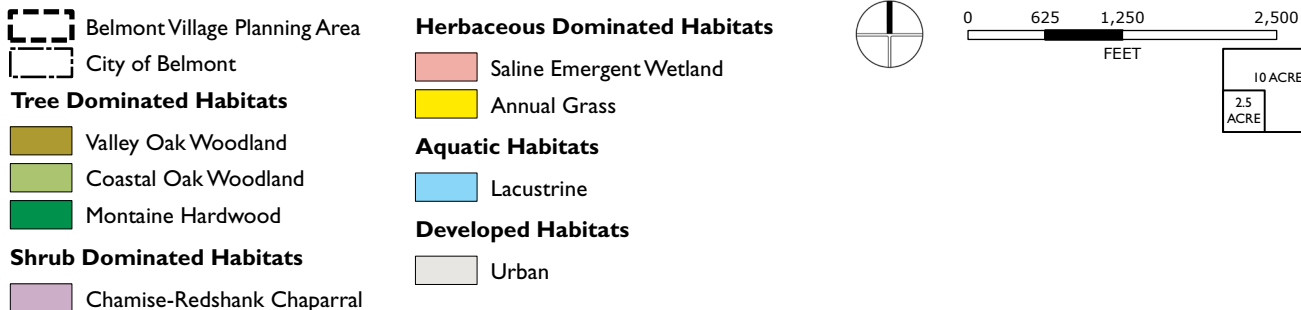 Belmont Village Planning Area
City of Belmont
Tree Dominated Habitats
Valley Oak Woodland
Coastal Oak Woodland
Montaine Hardwood
Shrub Dominated Habitats
Chamise-Redshank Chaparral
Herbaceous Dominated Habitats
Saline Emergent Wetland
Annual Grass
Aquatic Habitats
Lacustrine
Developed Habitats
Urban
0 625 1,250 2,500
FEET
10 ACRE
2.5
ACRE